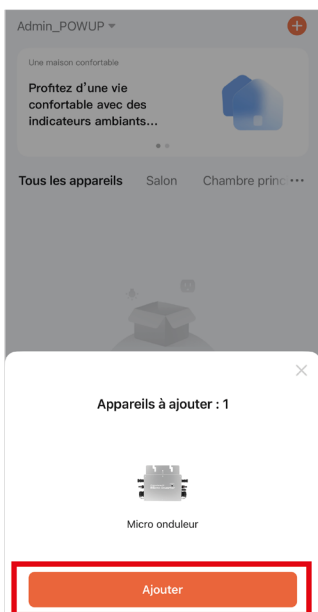 Admin_POWUP
Une maison confortable
Profitez d'une vie
confortable avec des
indicateurs ambiants...
Tous les appareils Salon Chambre princ
Appareils à ajouter : 1
Micro onduleur
Ajouter